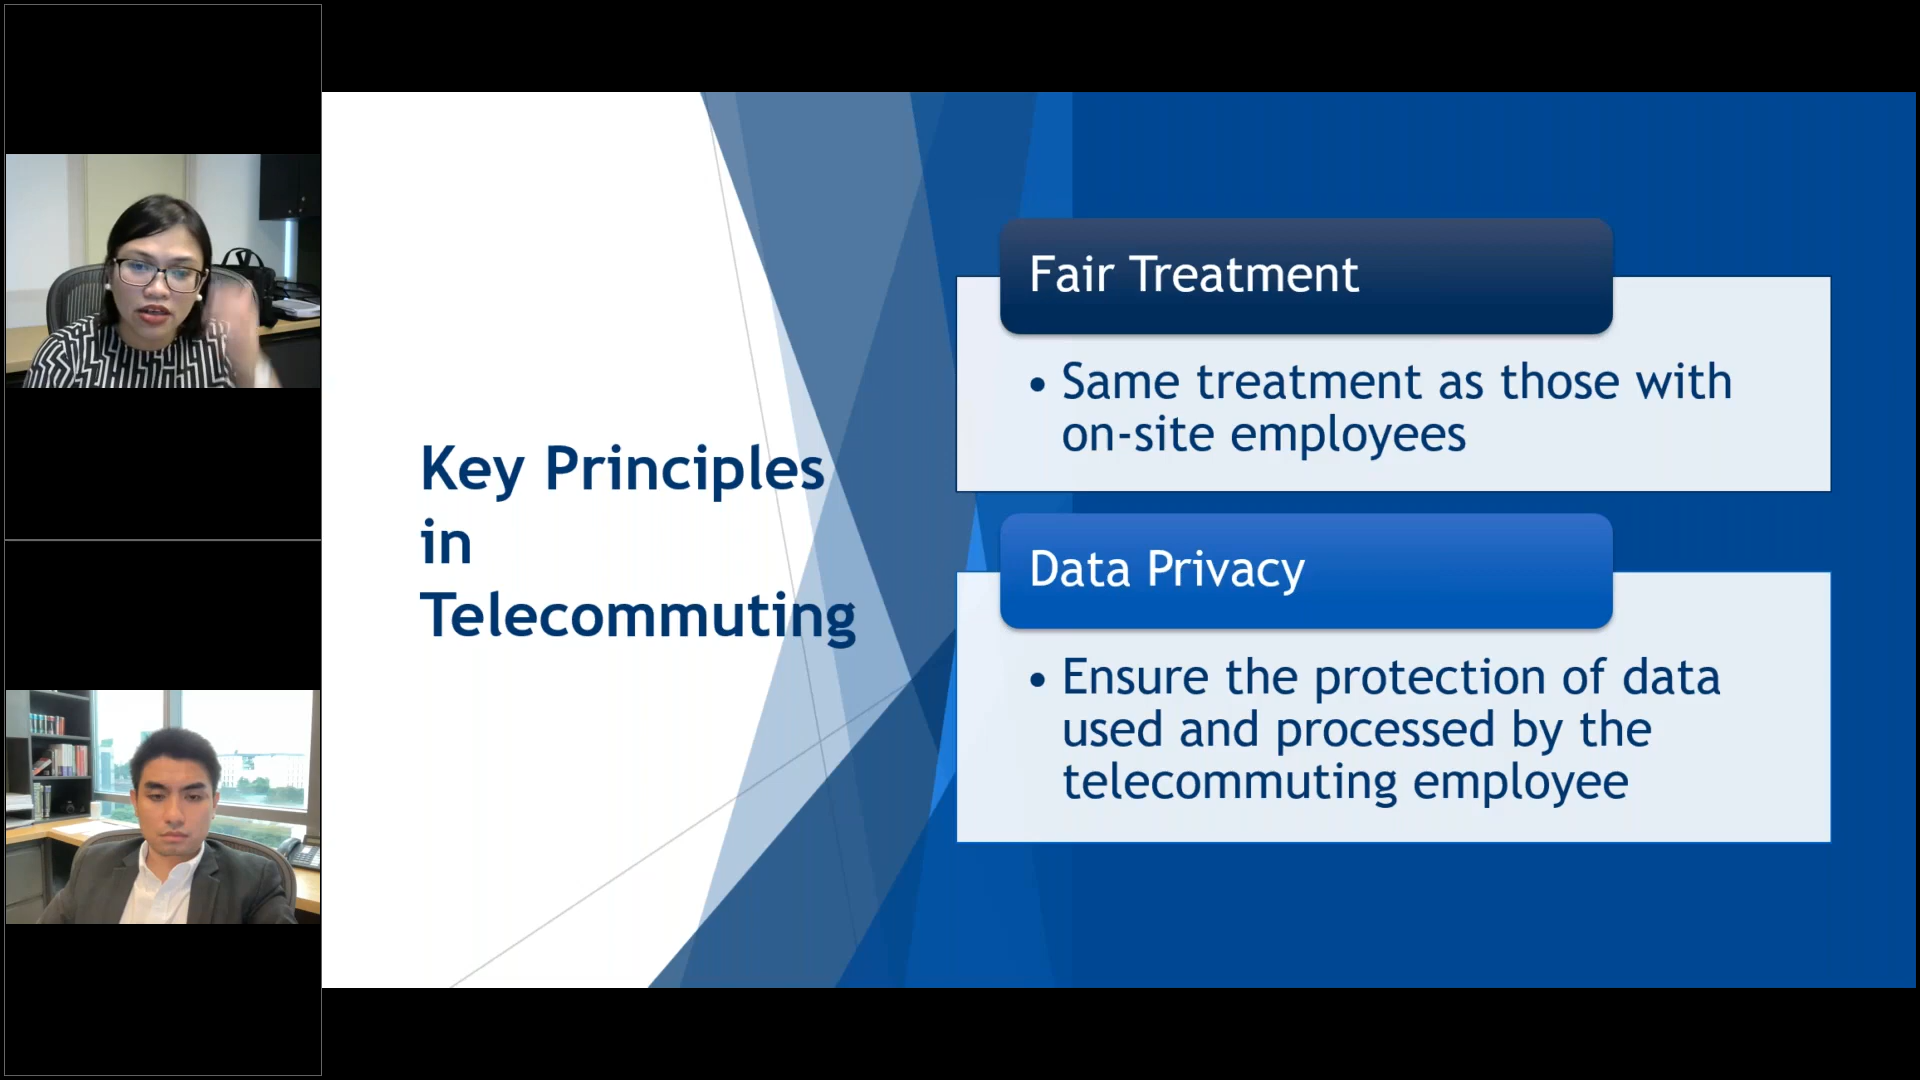 Key Principles
in
Telecommuting
Fair Treatment
• Same treatment as those with
on-site employees
Data Privacy
• Ensure the protection of data
used and processed by the
telecommuting employee